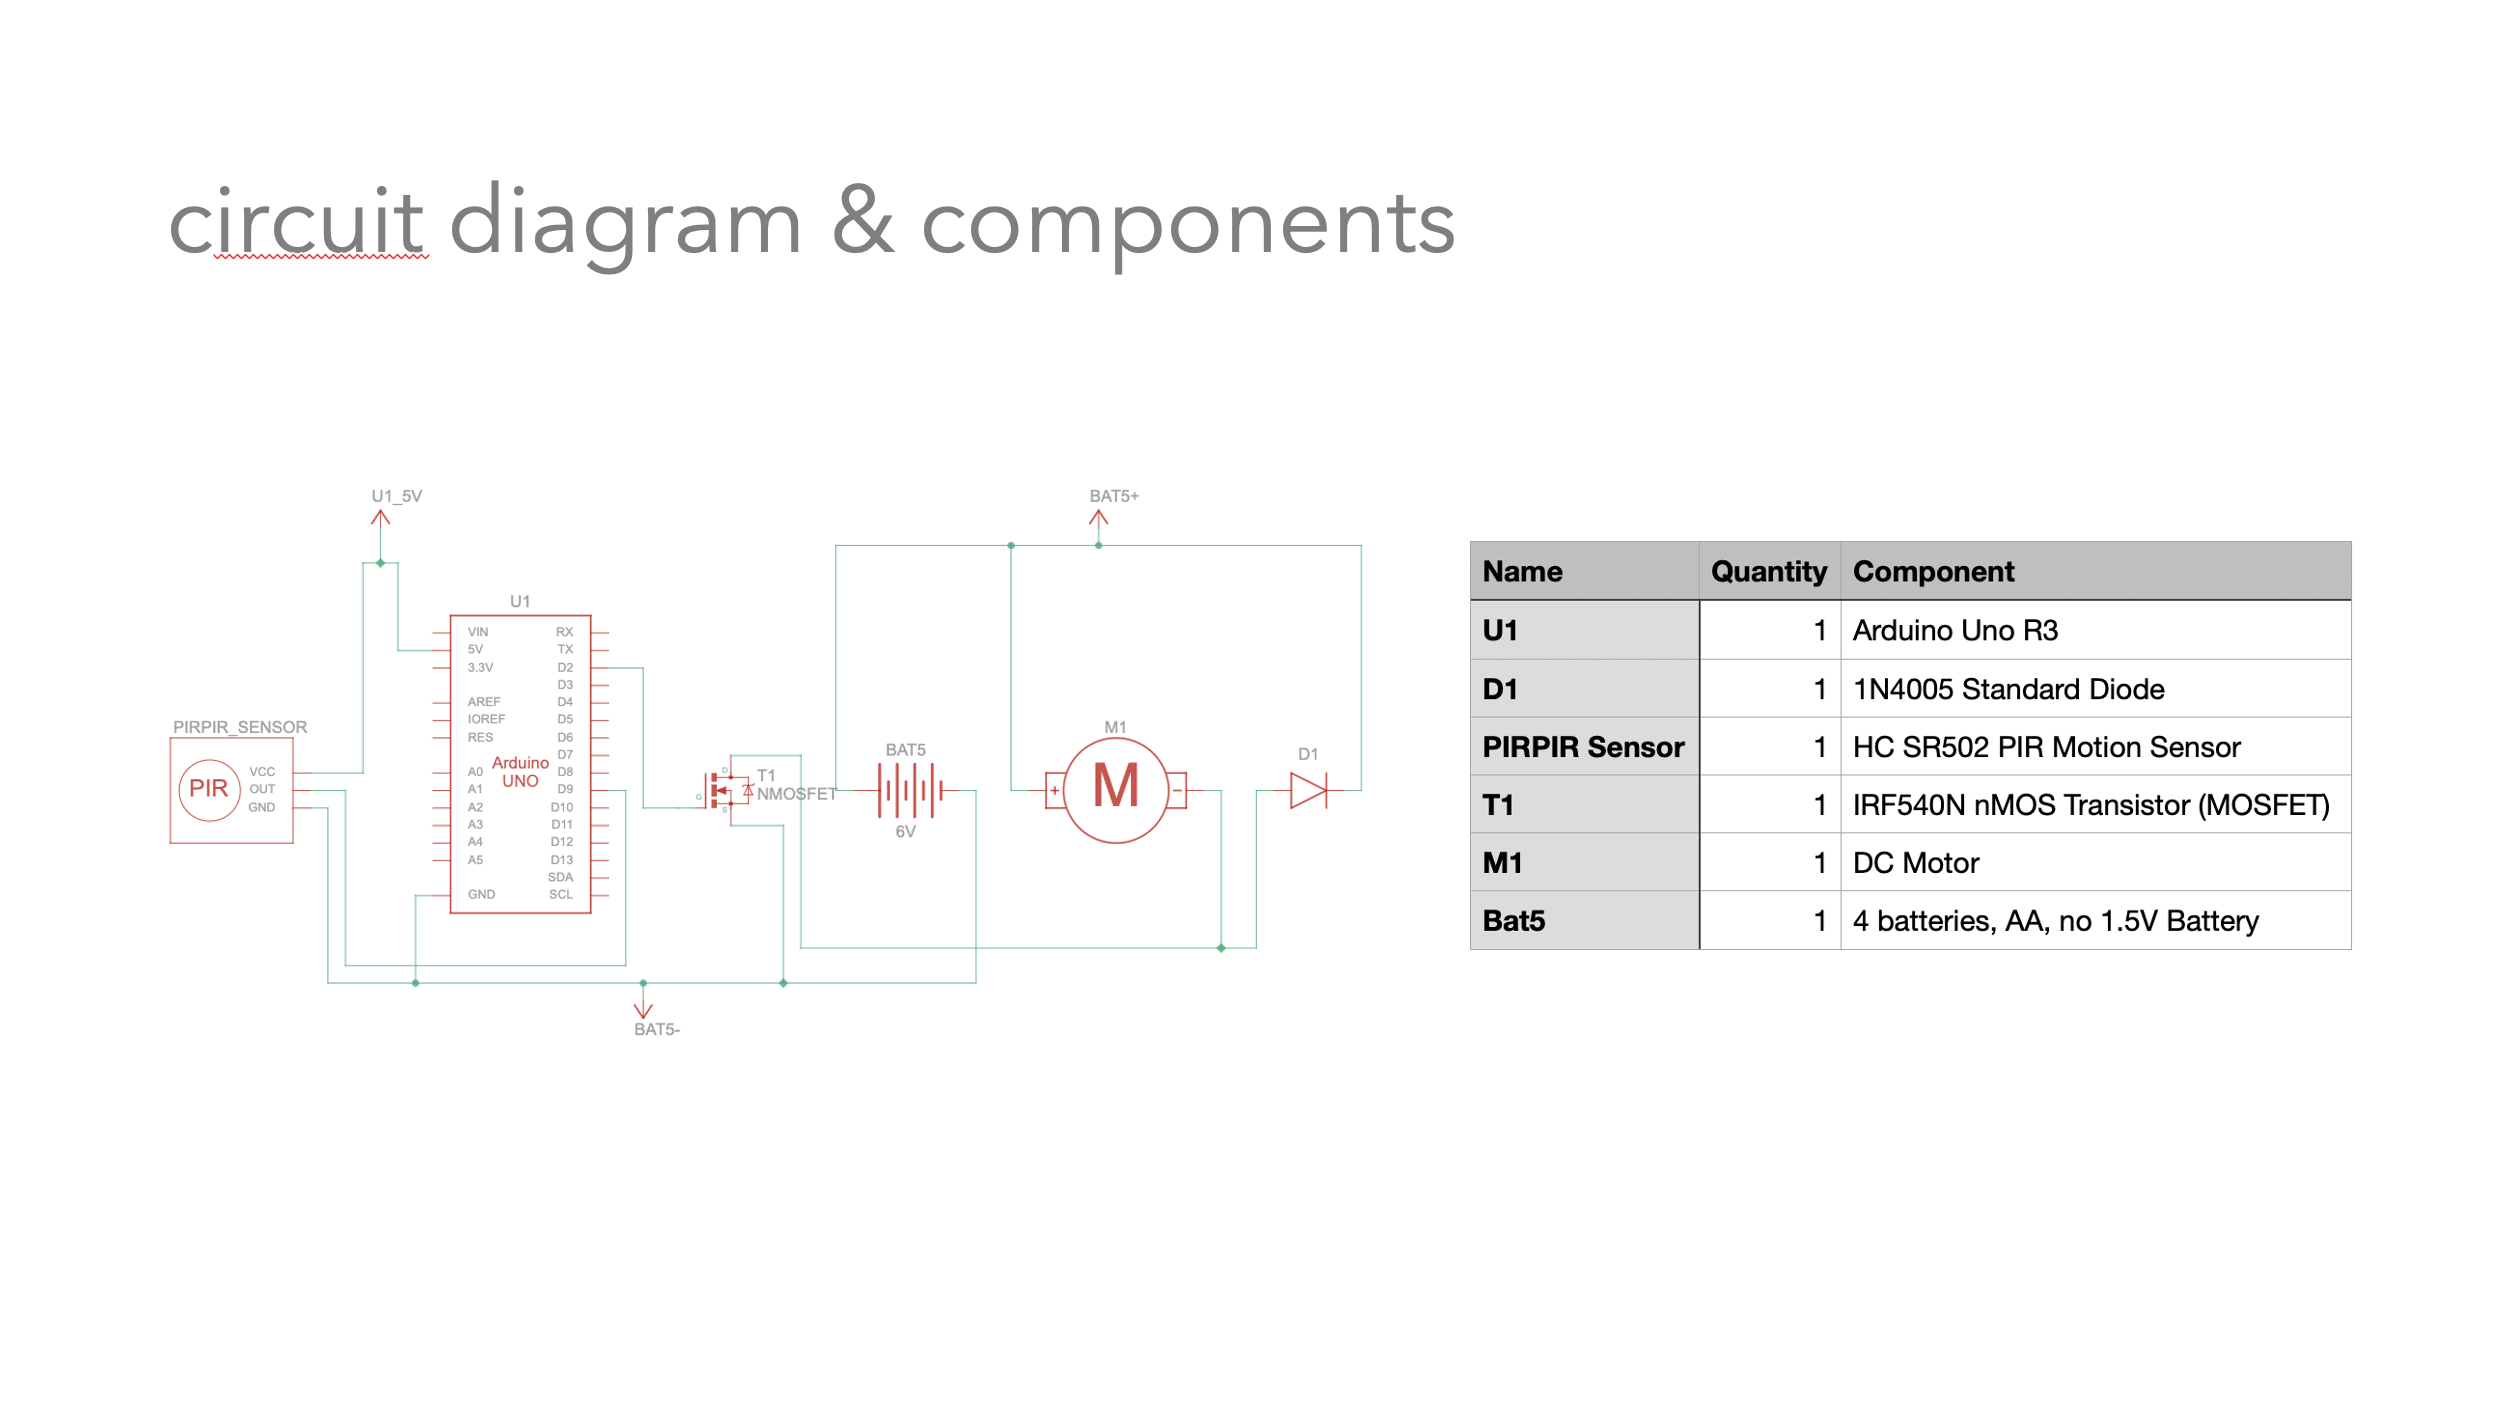 circuit diagram & components
U1_5V
BAT5+
U1
VIN RX
5V TX
3.3V D2
D3
AREF D4
IOREF D5
RES D6
D7
A0 D8
A1 D9
A2 D10
A3 D11
A4 D12
A5 D13
SDA
GND SCL
Arduino
UNO
PIRPIR_SENSOR
PIR
VCC
OUT
GND
D
G
S
T1
NMOSFET
BAT5
6V
M1
+ M -
D1
BAT5-
Name Quantity Component
U1 1 Arduino Uno R3
D1 1 1N4005 Standard Diode
PIRPIR Sensor 1 HC SR502 PIR Motion Sensor
T1 1 IRF540N nMOS Transistor (MOSFET)
M1 1 DC Motor
Bat5 1 4 batteries, AA, no 1.5V Battery